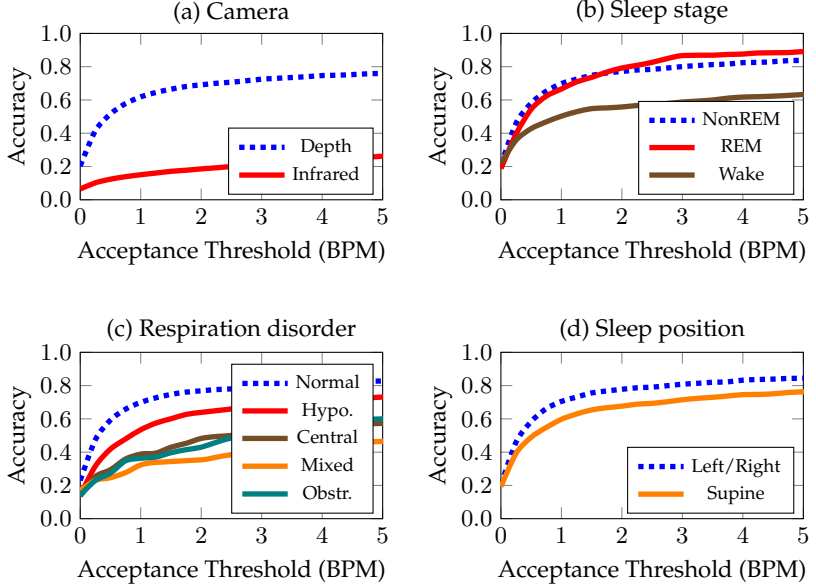 (a) Camera
1.0
0.8
0.6
0.4
0.2
0.0
Accuracy
Depth
Infrared
0 1 2 3 4 5
Acceptance Threshold (BPM)
(b) Sleep stage
1.0
0.8
0.6
0.4
0.2
0.0
Accuracy
NonREM
REM
Wake
0 1 2 3 4 5
Acceptance Threshold (BPM)
(c) Respiration disorder
1.0
0.8
0.6
0.4
0.2
0.0
Accuracy
Normal
Hypo.
Central
Mixed
Obstr.
0 1 2 3 4 5
Acceptance Threshold (BPM)
(d) Sleep position
1.0
0.8
0.6
0.4
0.2
0.0
Accuracy
Left/Right
Supine
0 1 2 3 4 5
Acceptance Threshold (BPM)